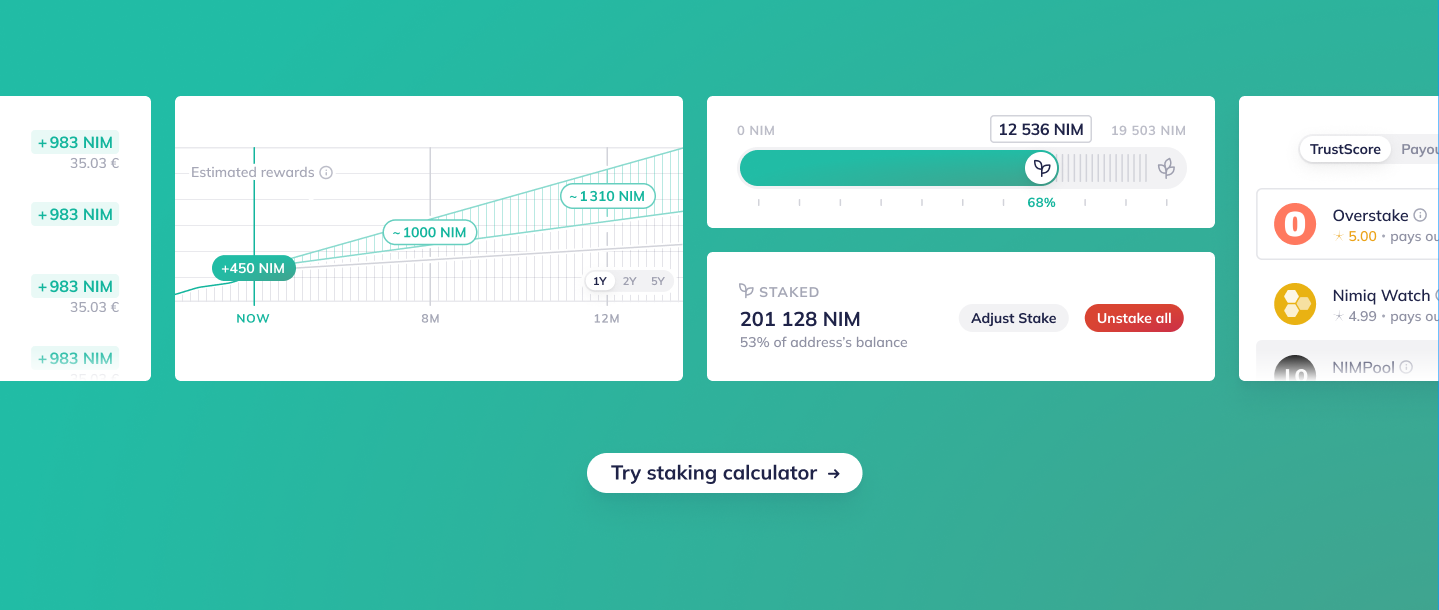 +983 NIM
35.03 €
+983 NIM
+983 NIM
35.03 €
+983 NIM
35.03 €
Estimated rewards
~1310 NIM
~1000 NIM
+450 NIM
1Y 2Y 5Y
NOW 8M 12M
0 NIM 12 536 NIM 19 503 NIM
68%
STAKED
201 128 NIM
53% of address’s balance
Adjust Stake Unstake all
TrustScore Payou
Overstake
5.00 • pays ou
Nimiq Watch
4.99 • pays ou
NIMPool
Try staking calculator →